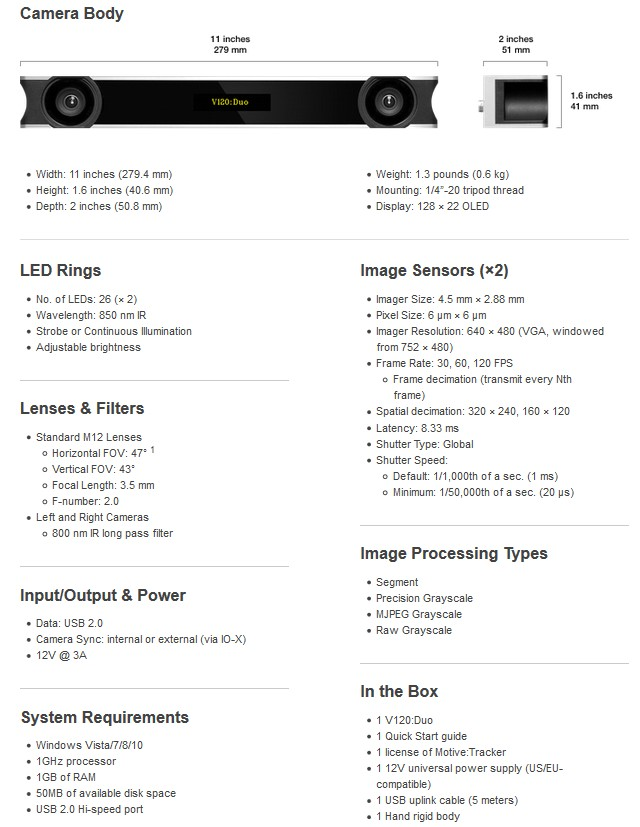 Camera Body
11 inches
279 mm
2 inches
51 mm
V120:Duo
1.6 inches
41 mm
• Width: 11 inches (279.4 mm)
• Height: 1.6 inches (40.6 mm)
• Depth: 2 inches (50.8 mm)
• Weight: 1.3 pounds (0.6 kg)
• Mounting: 1/4"-20 tripod thread
• Display: 128 × 22 OLED
LED Rings
• No. of LEDs: 26 (× 2)
• Wavelength: 850 nm IR
• Strobe or Continuous Illumination
• Adjustable brightness
Lenses & Filters
• Standard M12 Lenses
o Horizontal FOV: 47° 1
o Vertical FOV: 43°
o Focal Length: 3.5 mm
o F-number: 2.0
• Left and Right Cameras
o 800 nm IR long pass filter
Input/Output & Power
• Data: USB 2.0
• Camera Sync: internal or external (via IO-X)
• 12V @ 3A
System Requirements
• Windows Vista/7/8/10
• 1GHz processor
• 1GB of RAM
• 50MB of available disk space
• USB 2.0 Hi-speed port
Image Sensors (×2)
• Imager Size: 4.5 mm × 2.88 mm
• Pixel Size: 6 µm × 6 µm
• Imager Resolution: 640 × 480 (VGA, windowed
from 752 × 480)
• Frame Rate: 30, 60, 120 FPS
o Frame decimation (transmit every Nth
frame)
• Spatial decimation: 320 × 240, 160 × 120
• Latency: 8.33 ms
• Shutter Type: Global
• Shutter Speed:
o Default: 1/1,000th of a sec. (1 ms)
o Minimum: 1/50,000th of a sec. (20 µs)
Image Processing Types
• Segment
• Precision Grayscale
• MJPEG Grayscale
• Raw Grayscale
In the Box
• 1 V120:Duo
• 1 Quick Start guide
• 1 license of Motive:Tracker
• 1 12V universal power supply (US/EU-
compatible)
• 1 USB uplink cable (5 meters)
• 1 Hand rigid body